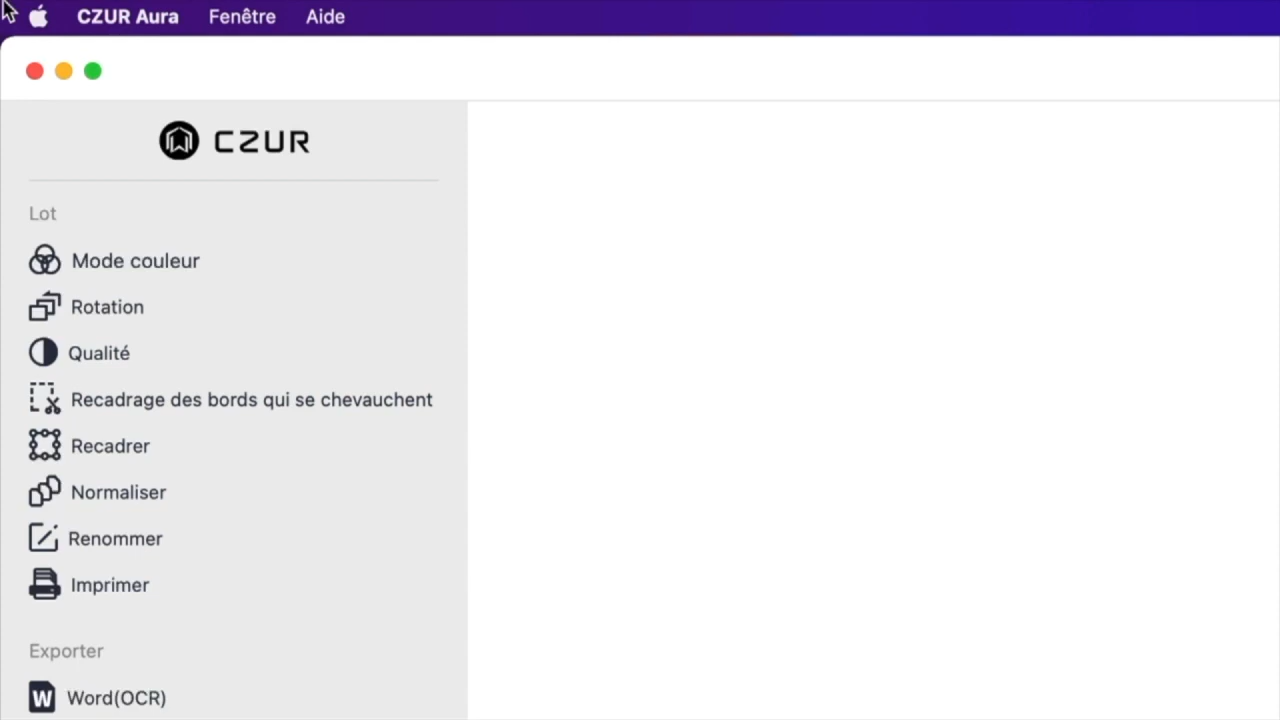 CZUR Aura Fenêtre Aide
CZUR
Lot
Mode couleur
Rotation
Qualité
Recadrage des bords qui se chevauchent
Recadrer
Normaliser
Renommer
Imprimer
Exporter
W Word(OCR)